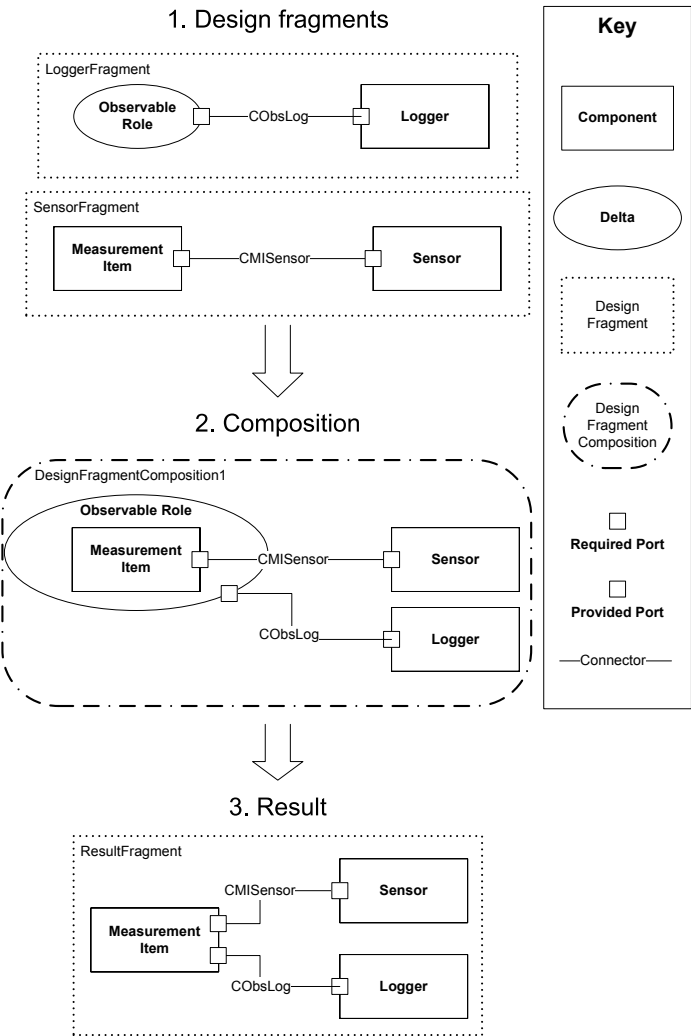 1. Design fragments
LoggerFragment
Observable
Role
CObsLog
Logger
SensorFragment
Measurement
Item
CMISensor
Sensor
2. Composition
DesignFragmentComposition1
Observable Role
Measurement
Item
CMISensor
Sensor
CObsLog
Logger
3. Result
ResultFragment
CMISensor
Sensor
Measurement
Item
CObsLog
Logger
Key
Component
Delta
Design
Fragment
Design
Fragment
Composition
Required Port
Provided Port
Connector